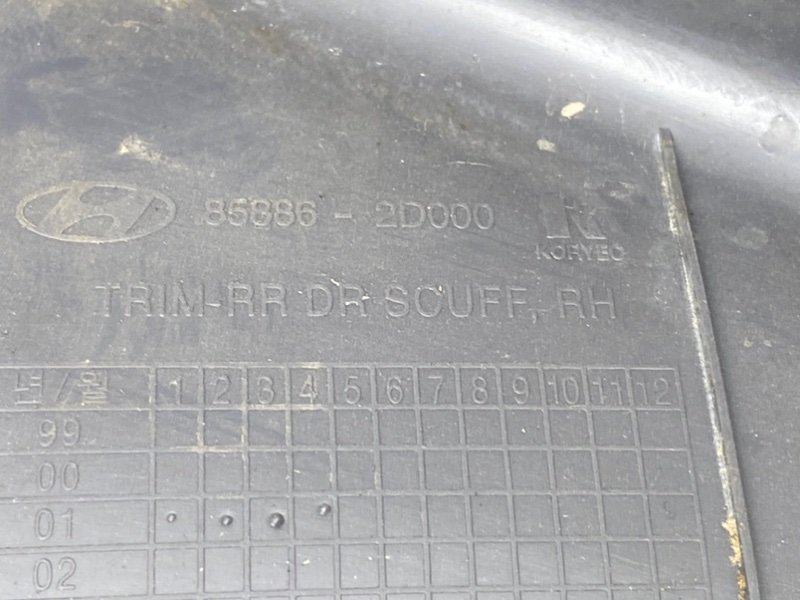 85886 - 2D000
KORYEO
TRIM-RR DR SCUFF, RH
년/월 1 2 3 4 5 6 7 8 9 10 11 12
99
00
01
02